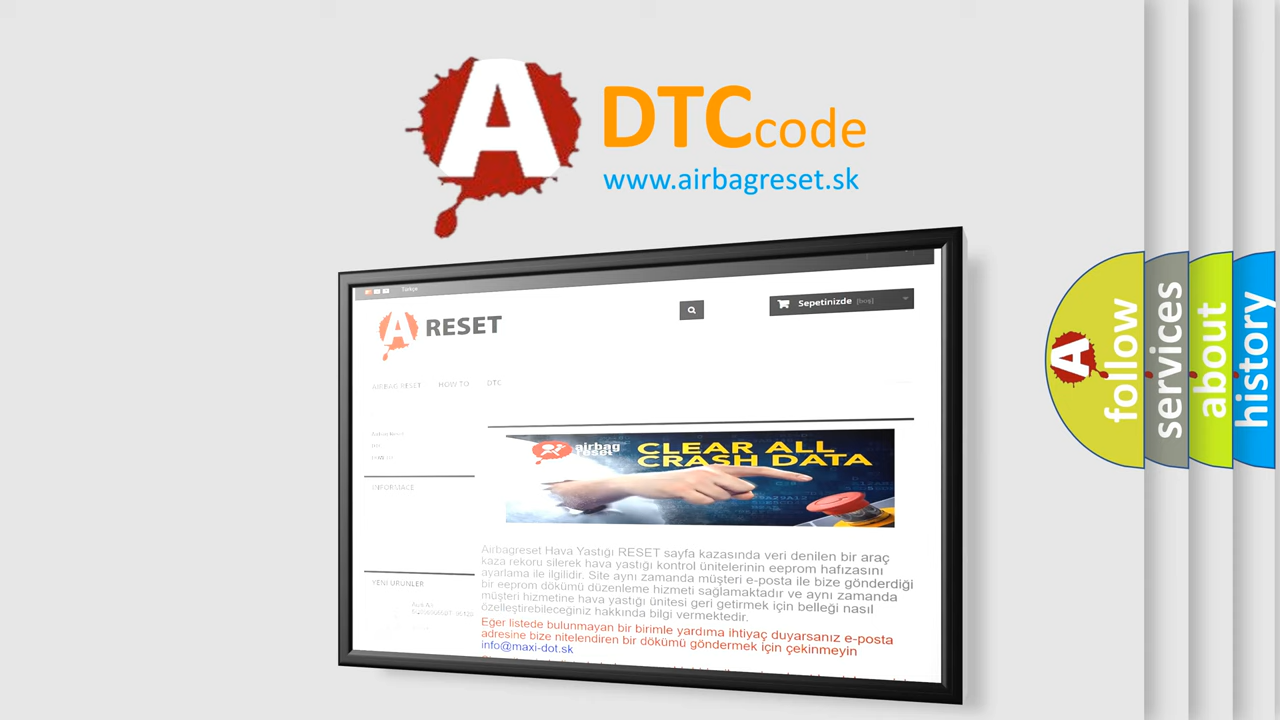 A DTCcode
www.airbagreset.sk
Türkçe
A RESET
Sepetinizde [boş]
AIRBAG RESET HOW TO DTC
INFORMACE
airbag
reset
CLEAR ALL
CRASH DATA
Airbagreset Hava Yastığı RESET sayfa kazasında veri denilen bir araç
kaza rekoru silerek hava yastığı kontrol ünitelerinin eeprom hafızasını
ayarlama ile ilgilidir. Site aynı zamanda müşteri e-posta ile bize gönderdiği
bir eeprom dökümü düzenleme hizmeti sağlamaktadır ve aynı zamanda
müşteri hizmetine hava yastığı ünitesi geri getirmek için belleği nasıl
özelleştirebileceğiniz hakkında bilgi vermektedir.
Eger listede bulunmayan bir birimle yardıma ihtiyaç duyarsanız e-posta
adresine bize nitelendiren bir dökümü göndermek için çekinmeyin
info@maxi-dot.sk
YENI ÜRÜNLER
A follow
services
about
history